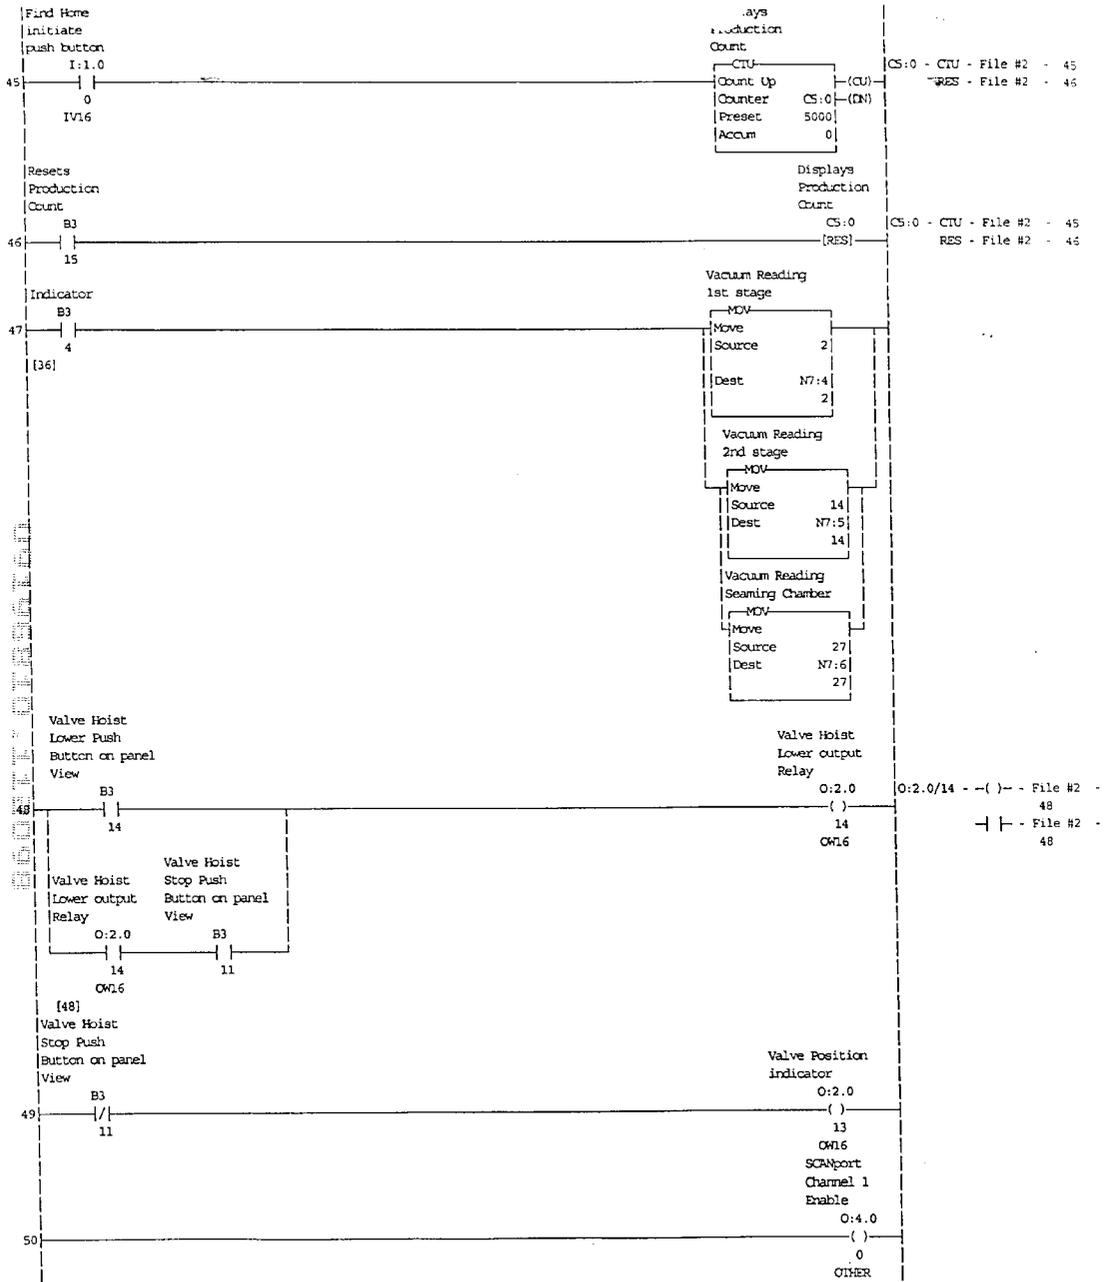 Find Home
initiate
push button
I:1.0
0
IV16
Production
Count
CTU
Count Up (CU)
Counter C5:0 (DN)
Preset 5000
Accum 0
C5:0 - CTU - File #2 - 45
RES - File #2 - 46
45
Resets
Production
Count
B3
15
Displays
Production
Count
C5:0
[RES]
C5:0 - CTU - File #2 - 45
RES - File #2 - 46
46
Indicator
B3
4
[36]
47
Vacuum Reading
1st stage
MOV
Move
Source 2
Dest N7:4
2
Vacuum Reading
2nd stage
MOV
Move
Source 14
Dest N7:5
14
Vacuum Reading
Seaming Chamber
MOV
Move
Source 27
Dest N7:6
27
Valve Hoist
Lower Push
Button on panel
View
B3
14
48
Valve Hoist
Lower output
Relay
O:2.0
( )
14
OW16
O:2.0/14 - -( )- - File #2 -
48
-| |- - File #2 -
48
Valve Hoist
Lower output
Relay
O:2.0
14
OW16
[48]
Valve Hoist
Stop Push
Button on panel
View
B3
11
Valve Hoist
Stop Push
Button on panel
View
B3
11
49
Valve Position
indicator
O:2.0
( )
13
OW16
SCANport
Channel 1
Enable
O:4.0
( )
0
OTHER
50